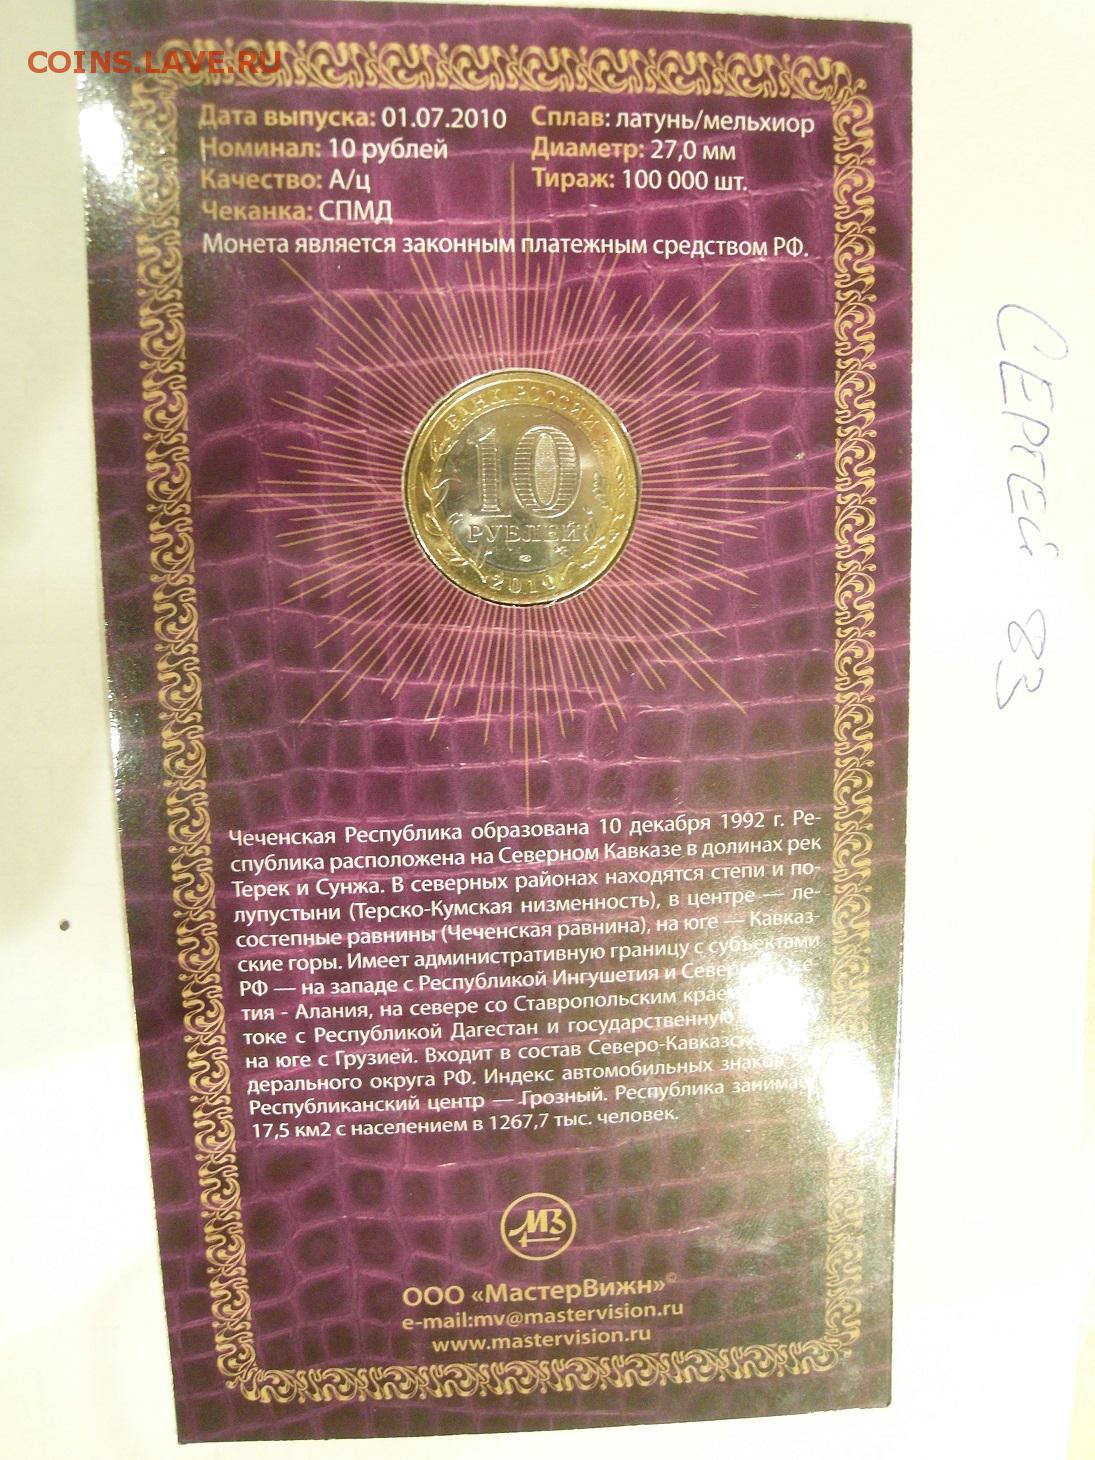 COINS.LAVE.RU
Дата выпуска: 01.07.2010 Сплав: латунь/мельхиор
Номинал: 10 рублей Диаметр: 27,0 мм
Качество: А/ц Тираж: 100 000 шт.
Чеканка: СПМД
Монета является законным платежным средством РФ.
БАНК РОССИИ
10
РУБЛЕЙ
2010
Чеченская Республика образована 10 декабря 1992 г. Ре-
спублика расположена на Северном Кавказе в долинах рек
Терек и Сунжа. В северных районах находятся степи и по-
лупустыни (Терско-Кумская низменность), в центре — ле-
состепные равнины (Чеченская равнина), на юге — Кавказ-
ские горы. Имеет административную границу с субъектами
РФ — на западе с Республикой Ингушетия и Северной Осе-
тия - Алания, на севере со Ставропольским краем
токе с Республикой Дагестан и государственную
на юге с Грузией. Входит в состав Северо-Кавказского
дерального округа РФ. Индекс автомобильных знаков
Республиканский центр — Грозный. Республика занимает
17,5 км2 с населением в 1267,7 тыс. человек.
МВ
ООО «МастерВижн»©
e-mail:mv@mastervision.ru
www.mastervision.ru
СЕРГЕЙ 83